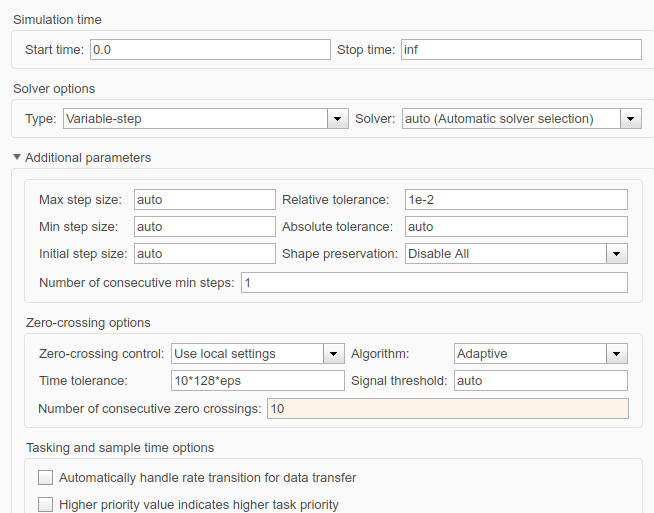 Simulation time
Start time: 0.0 Stop time: inf
Solver options
Type: Variable-step Solver: auto (Automatic solver selection)
Additional parameters
Max step size: auto Relative tolerance: 1e-2
Min step size: auto Absolute tolerance: auto
Initial step size: auto Shape preservation: Disable All
Number of consecutive min steps: 1
Zero-crossing options
Zero-crossing control: Use local settings Algorithm: Adaptive
Time tolerance: 10*128*eps Signal threshold: auto
Number of consecutive zero crossings: 10
Tasking and sample time options
Automatically handle rate transition for data transfer
Higher priority value indicates higher task priority